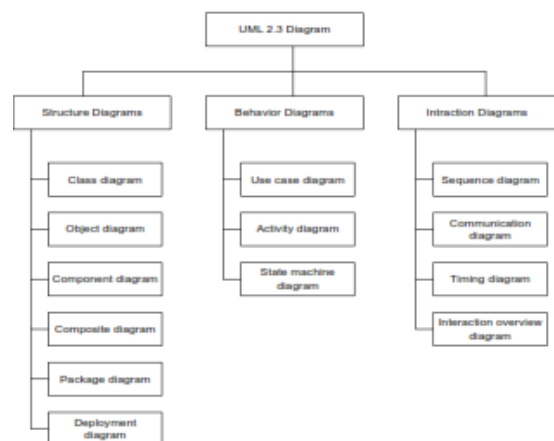 UML 2.3 Diagram
Structure Diagrams
Behavior Diagrams
Intraction Diagrams
Class diagram
Use case diagram
Sequence diagram
Object diagram
Activity diagram
Communication
diagram
Component diagram
State machine
diagram
Timing diagram
Composite diagram
Interaction overview
diagram
Package diagram
Deployment
diagram